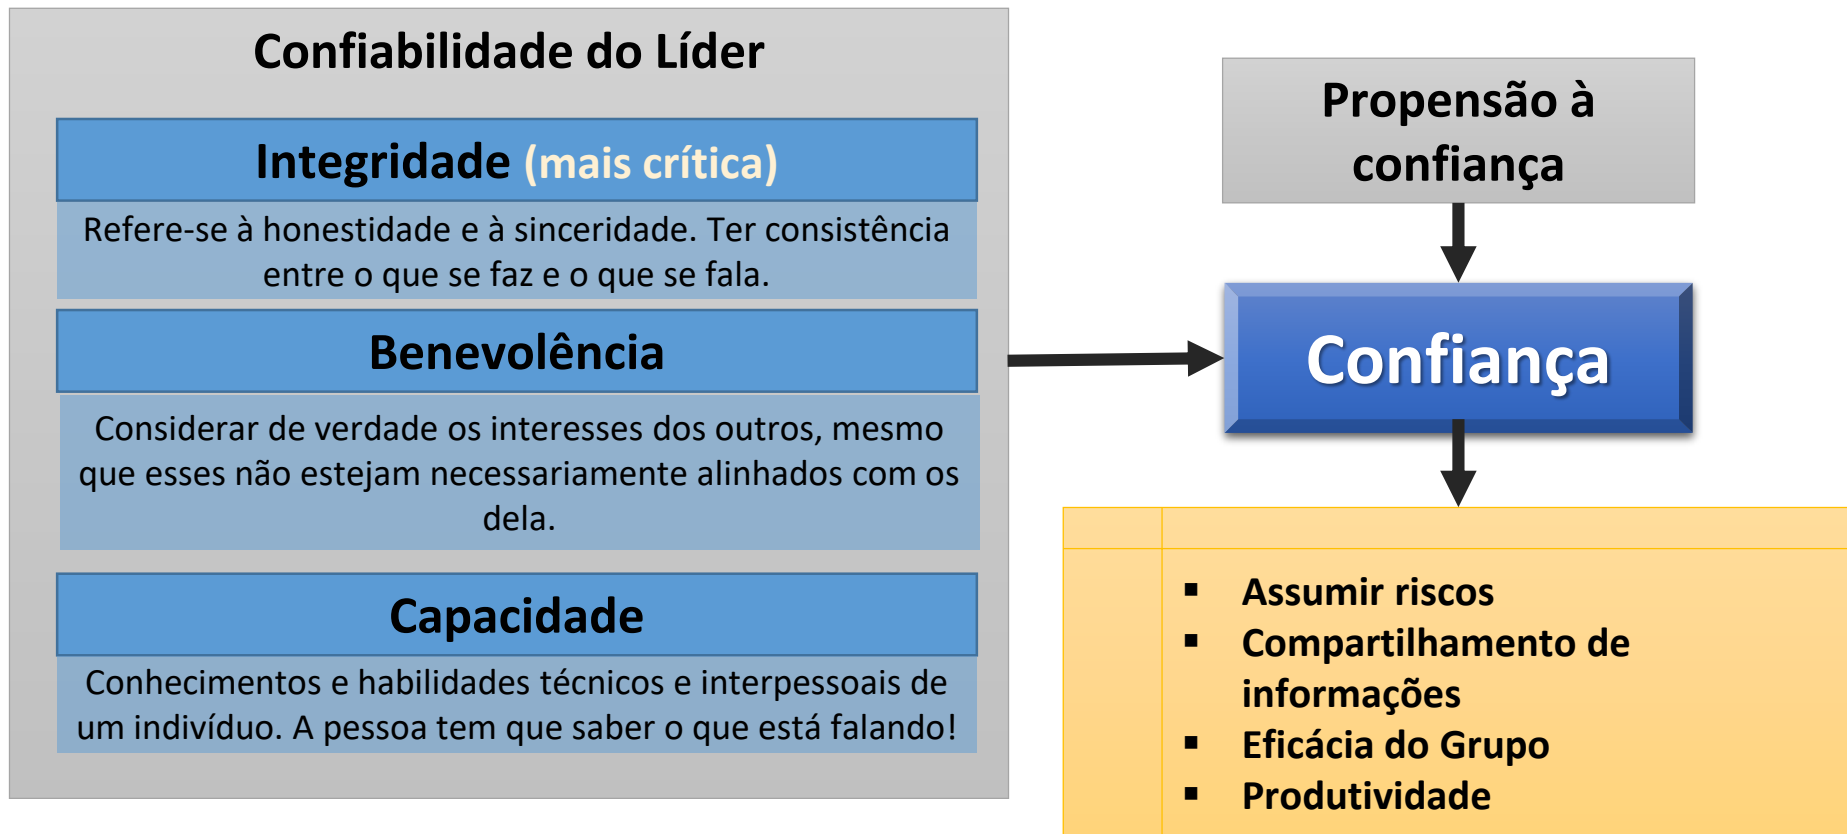 Confiabilidade do Líder
Integridade (mais crítica)
Refere-se à honestidade e à sinceridade. Ter consistência
entre o que se faz e o que se fala.
Benevolência
Considerar de verdade os interesses dos outros, mesmo
que esses não estejam necessariamente alinhados com os
dela.
Capacidade
Conhecimentos e habilidades técnicos e interpessoais de
um indivíduo. A pessoa tem que saber o que está falando!
Propensão à
confiança
Confiança
▪ Assumir riscos
▪ Compartilhamento de
informações
▪ Eficácia do Grupo
▪ Produtividade